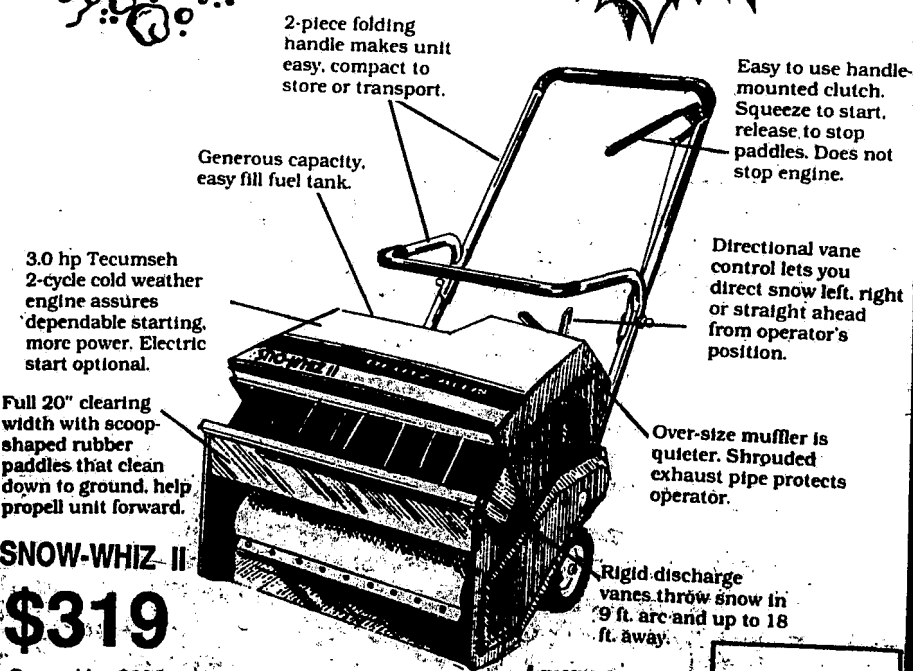 2-piece folding
handle makes unit
easy, compact to
store or transport.
Easy to use handle-
mounted clutch.
Squeeze to start,
release to stop
paddles. Does not
stop engine.
Generous capacity,
easy fill fuel tank.
3.0 hp Tecumseh
2-cycle cold weather
engine assures
dependable starting,
more power. Electric
start optional.
Directional vane
control lets you
direct snow left, right
or straight ahead
from operator's
position.
SNO-WHIZ II
Full 20" clearing
width with scoop-
shaped rubber
paddles that clean
down to ground, help
propell unit forward.
Over-size muffler is
quieter. Shrouded
exhaust pipe protects
operator.
SNOW-WHIZ II
$319
Rigid discharge
vanes throw snow in
9 ft. arc and up to 18
ft. away.